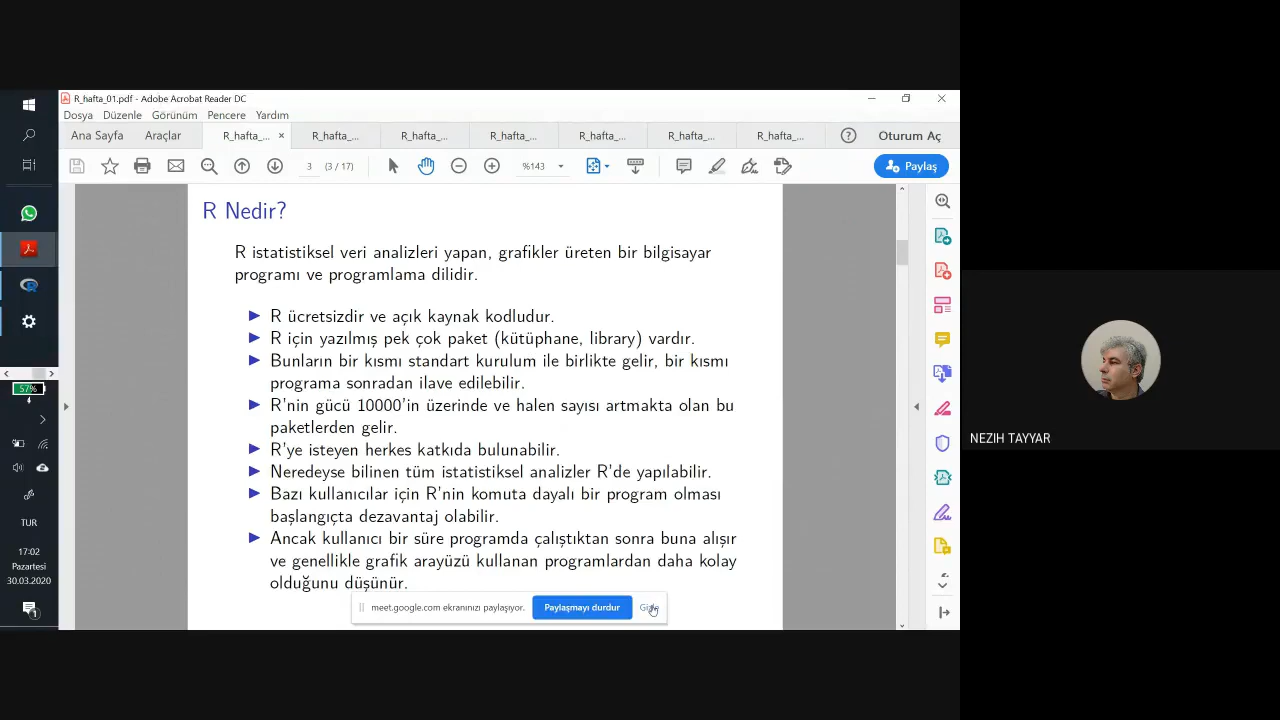 R_hafta_01.pdf - Adobe Acrobat Reader DC
Dosya Düzenle Görünüm Pencere Yardım
Ana Sayfa Araçlar R_hafta_... × R_hafta_... R_hafta_... R_hafta_... R_hafta_... R_hafta_... R_hafta_... Oturum Aç
3 (3 / 17) %143 Paylaş
R Nedir?
R istatistiksel veri analizleri yapan, grafikler üreten bir bilgisayar
programı ve programlama dilidir.
R ücretsizdir ve açık kaynak kodludur.
R için yazılmış pek çok paket (kütüphane, library) vardır.
Bunların bir kısmı standart kurulum ile birlikte gelir, bir kısmı
programa sonradan ilave edilebilir.
R'nin gücü 10000'in üzerinde ve halen sayısı artmakta olan bu
paketlerden gelir.
R'ye isteyen herkes katkıda bulunabilir.
Neredeyse bilinen tüm istatistiksel analizler R'de yapılabilir.
Bazı kullanıcılar için R'nin komuta dayalı bir program olması
başlangıçta dezavantaj olabilir.
Ancak kullanıcı bir süre programda çalıştıktan sonra buna alışır
ve genellikle grafik arayüzü kullanan programlardan daha kolay
olduğunu düşünür.
meet.google.com ekranınızı paylaşıyor. Paylaşmayı durdur
57%
TUR
17:02
Pazartesi
30.03.2020
1
NEZIH TAYYAR